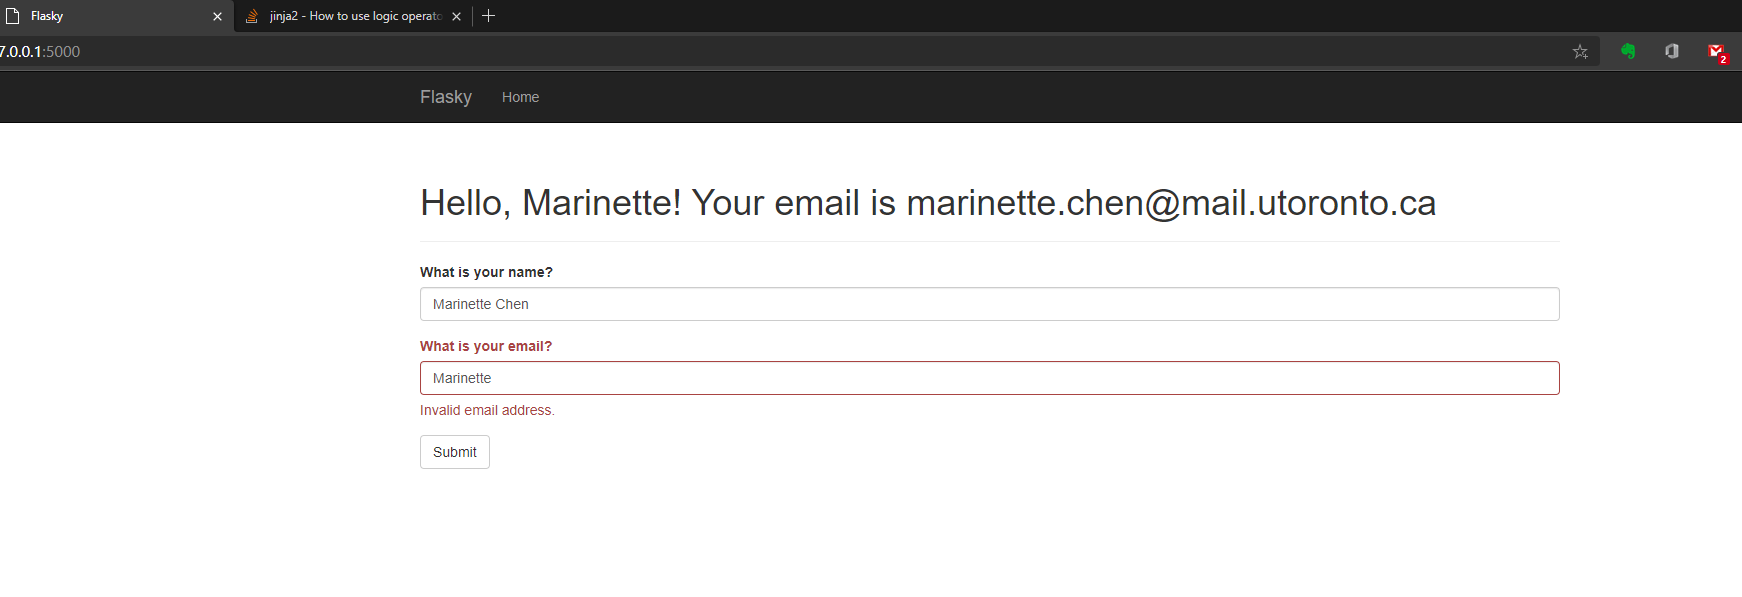 Flasky
jinja2 - How to use logic operato
7.0.0.1:5000
2
Flasky Home
Hello, Marinette! Your email is marinette.chen@mail.utoronto.ca
What is your name?
Marinette Chen
What is your email?
Marinette
Invalid email address.
Submit